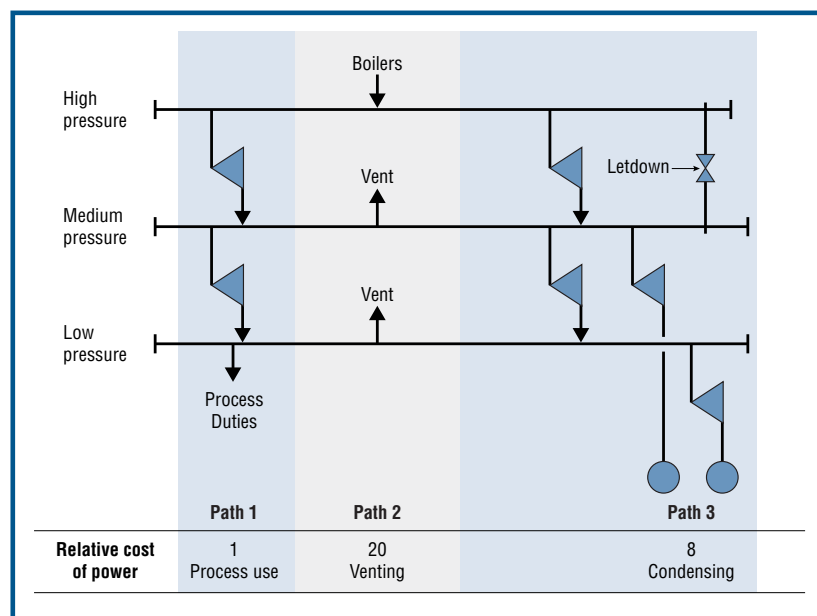 Boilers
High
pressure
Letdown
Vent
Medium
pressure
Vent
Low
pressure
Process
Duties
Path 1 Path 2 Path 3
Relative cost
of power
1 20 8
Process use Venting Condensing